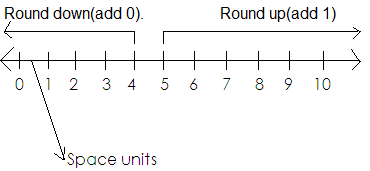 Round down(add 0).
Round up(add 1)
0 1 2 3 4 5 6 7 8 9 10
Space units